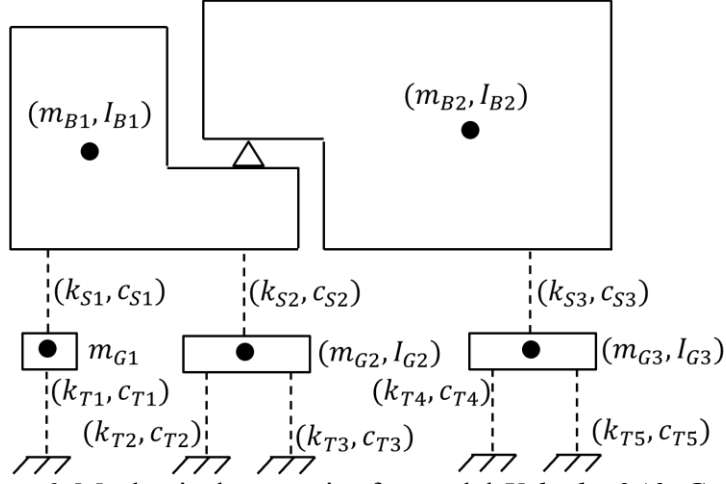 (m_{B1}, I_{B1})
(m_{B2}, I_{B2})
(k_{S1}, c_{S1})
(k_{S2}, c_{S2})
(k_{S3}, c_{S3})
m_{G1}
(m_{G2}, I_{G2})
(m_{G3}, I_{G3})
(k_{T1}, c_{T1})
(k_{T4}, c_{T4})
(k_{T2}, c_{T2})
(k_{T3}, c_{T3})
(k_{T5}, c_{T5})